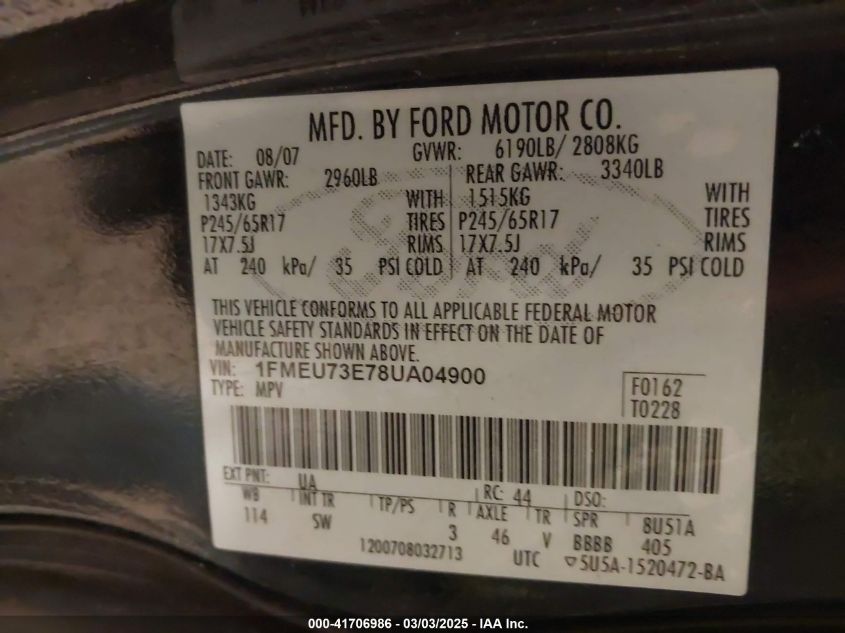 MFD. BY FORD MOTOR CO.
DATE: 08/07 GVWR: 6190LB/ 2808KG
FRONT GAWR: 2960LB REAR GAWR: 3340LB
1343KG WITH 1515KG WITH
P245/65R17 TIRES P245/65R17 TIRES
17X7.5J RIMS 17X7.5J RIMS
AT 240 kPa/ 35 PSI COLD AT 240 kPa/ 35 PSI COLD
THIS VEHICLE CONFORMS TO ALL APPLICABLE FEDERAL MOTOR
VEHICLE SAFETY STANDARDS IN EFFECT ON THE DATE OF
MANUFACTURE SHOWN ABOVE.
VIN: 1FMEU73E78UA04900
TYPE: MPV F0162
T0228
EXT PNT: UA RC: 44 DSO:
WB INT TR TP/PS R AXLE TR SPR 8U51A
114 SW 3 46 V BBBB 405
1200708032713 UTC ▽5U5A-1520472-BA
000-41706986 - 03/03/2025 - IAA Inc.